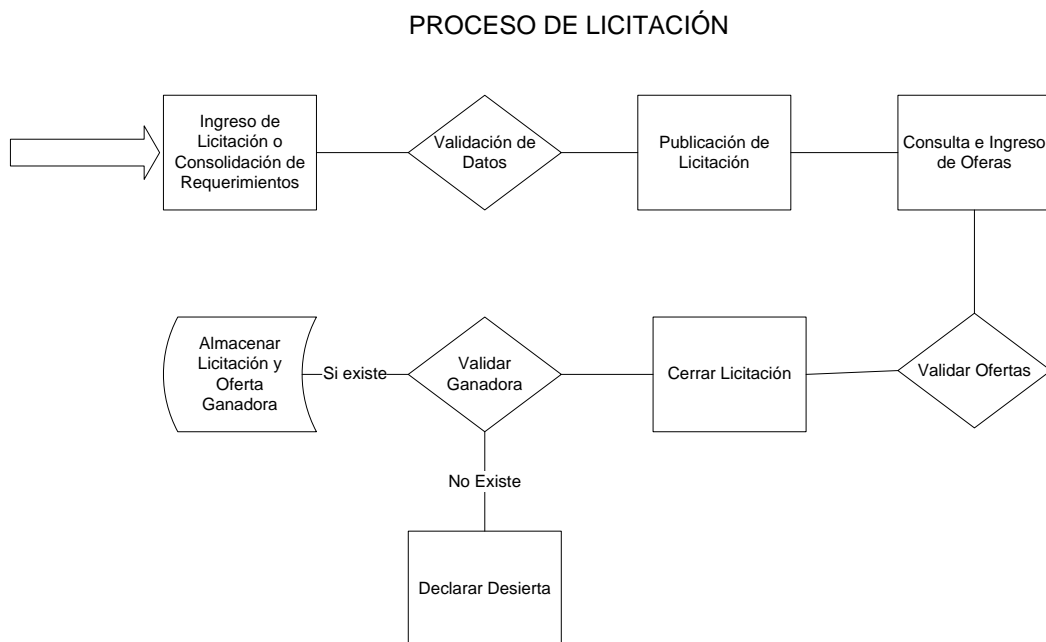 PROCESO DE LICITACIÓN
Ingreso de
Licitación o
Consolidación de
Requerimientos
Validación de
Datos
Publicación de
Licitación
Consulta e Ingreso
de Oferas
Almacenar
Licitación y
Oferta
Ganadora
Si existe
Validar
Ganadora
Cerrar Licitación
Validar Ofertas
No Existe
Declarar Desierta